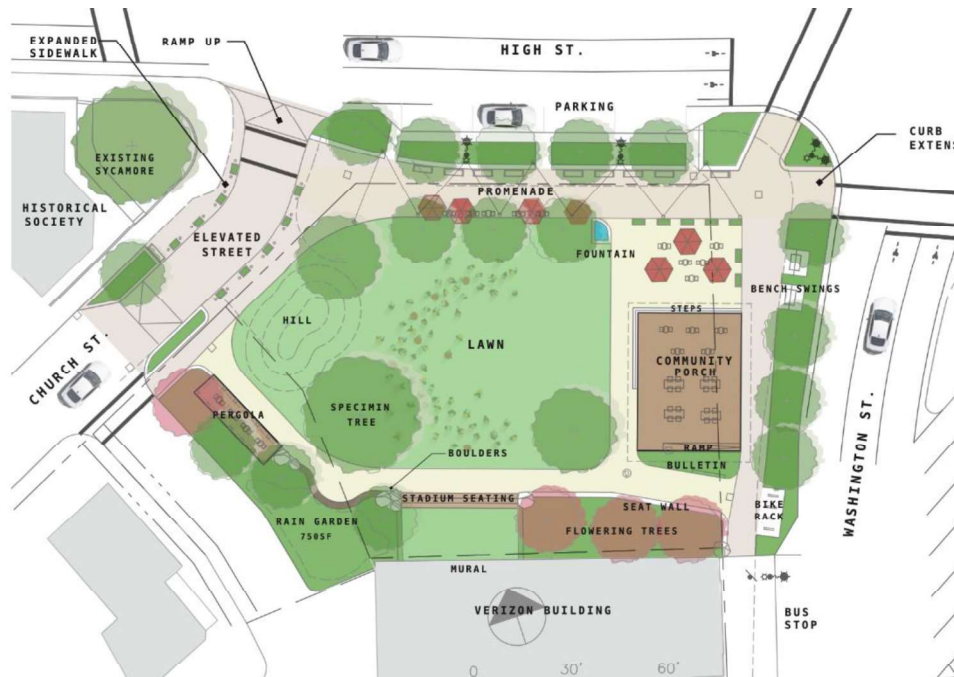 EXPANDED
SIDEWALK
RAMP UP
HIGH ST.
PARKING
CURB
EXTENS
EXISTING
SYCAMORE
HISTORICAL
SOCIETY
PROMENADE
ELEVATED
STREET
FOUNTAIN
BENCH SWINGS
HILL
STEPS
LAWN
COMMUNITY
PORCH
CHURCH ST.
SPECIMIN
TREE
PERGOLA
BOULDERS
RAMP
BULLETIN
WASHINGTON ST.
STADIUM SEATING
SEAT WALL
BIKE
RACK
RAIN GARDEN
750SF
FLOWERING TREES
MURAL
VERIZON BUILDING
BUS
STOP
0 30' 60'